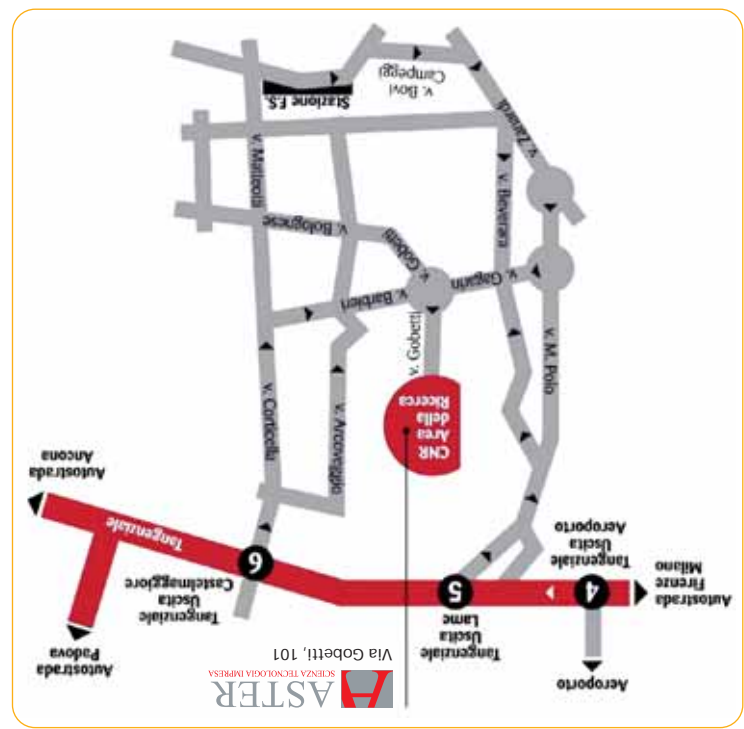 ASTER
SCIENZA TECNOLOGIA IMPRESA
Via Gobetti, 101
Aeroporto
Autostrada
Padova
Tangenziale
Uscita
Lame
Tangenziale
Uscita
Castelmaggiore
4
5
6
Autostrada
Firenze
Milano
Tangenziale
Uscita
Aeroporto
Tangenziale
Autostrada
Ancona
CNR
Area
della
Ricerca
v. M. Polo
v. Gobetti
v. Arcoveggio
v. Corticella
v. Gagarin
v. Barbieri
v. Gobetti
v. Bolognese
v. Beverara
v. Matteotti
v. Zanardi
Stazione F.S.
v. Bovi
Campeggi